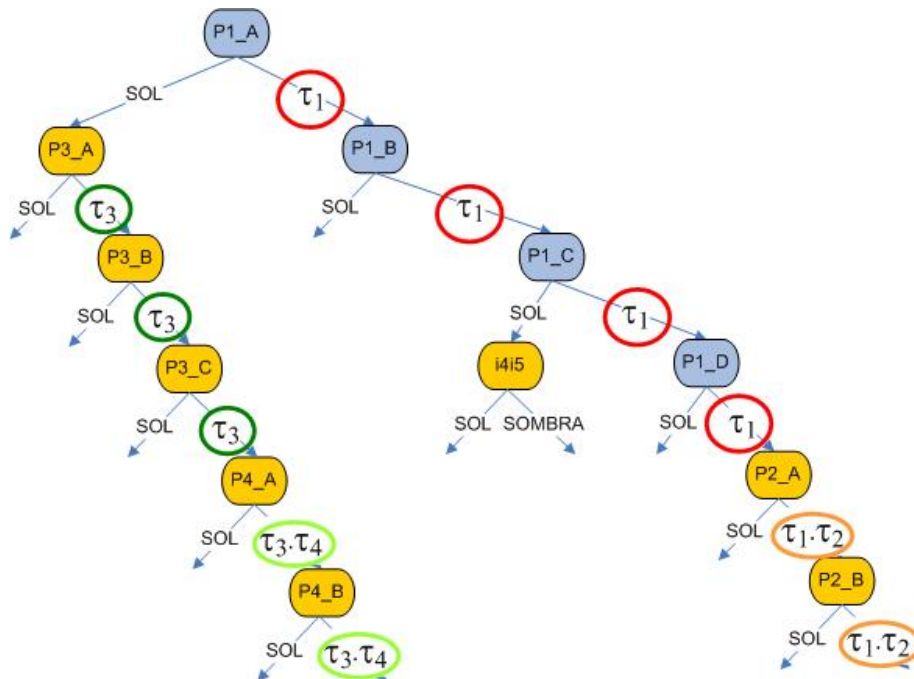 P1_A
SOL τ1
P3_A P1_B
SOL τ3 SOL τ1
P3_B P1_C
SOL τ3 SOL τ1
P3_C i4i5 P1_D
SOL τ3 SOL SOMBRA SOL τ1
P4_A P2_A
SOL τ3.τ4 SOL τ1.τ2
P4_B P2_B
SOL τ3.τ4 SOL τ1.τ2